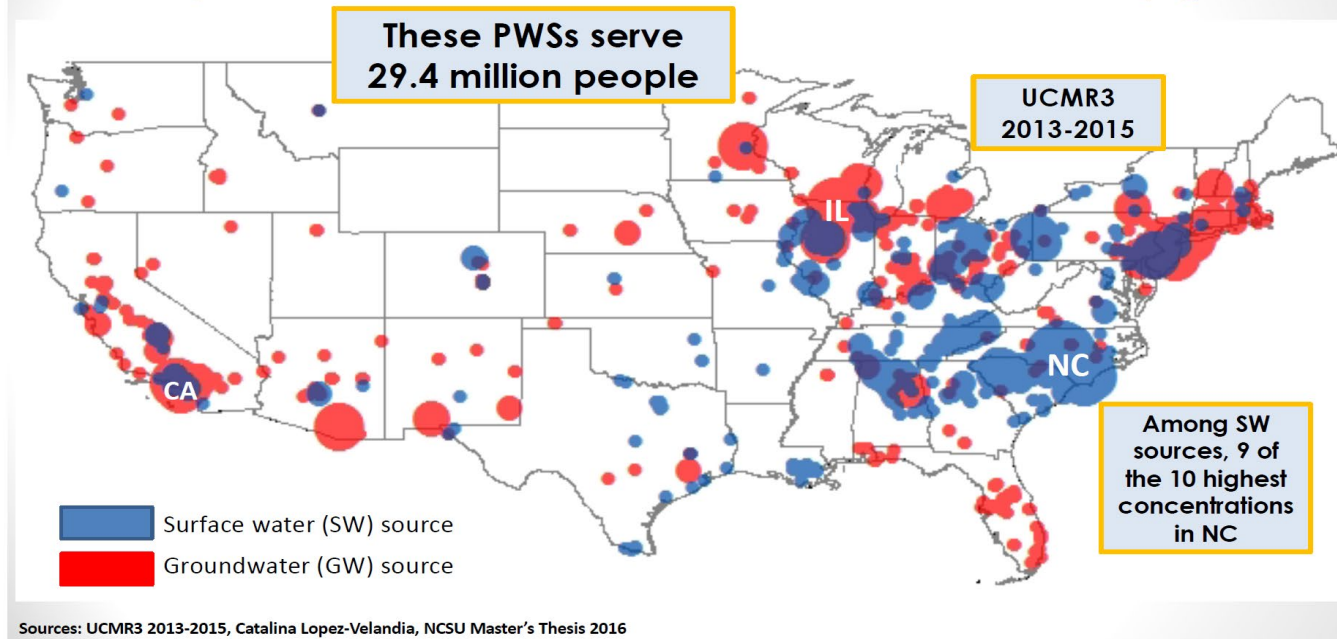 These PWSs serve
29.4 million people
UCMR3
2013-2015
IL
CA
NC
Among SW
sources, 9 of
the 10 highest
concentrations
in NC
Surface water (SW) source
Groundwater (GW) source
Sources: UCMR3 2013-2015, Catalina Lopez-Velandia, NCSU Master's Thesis 2016